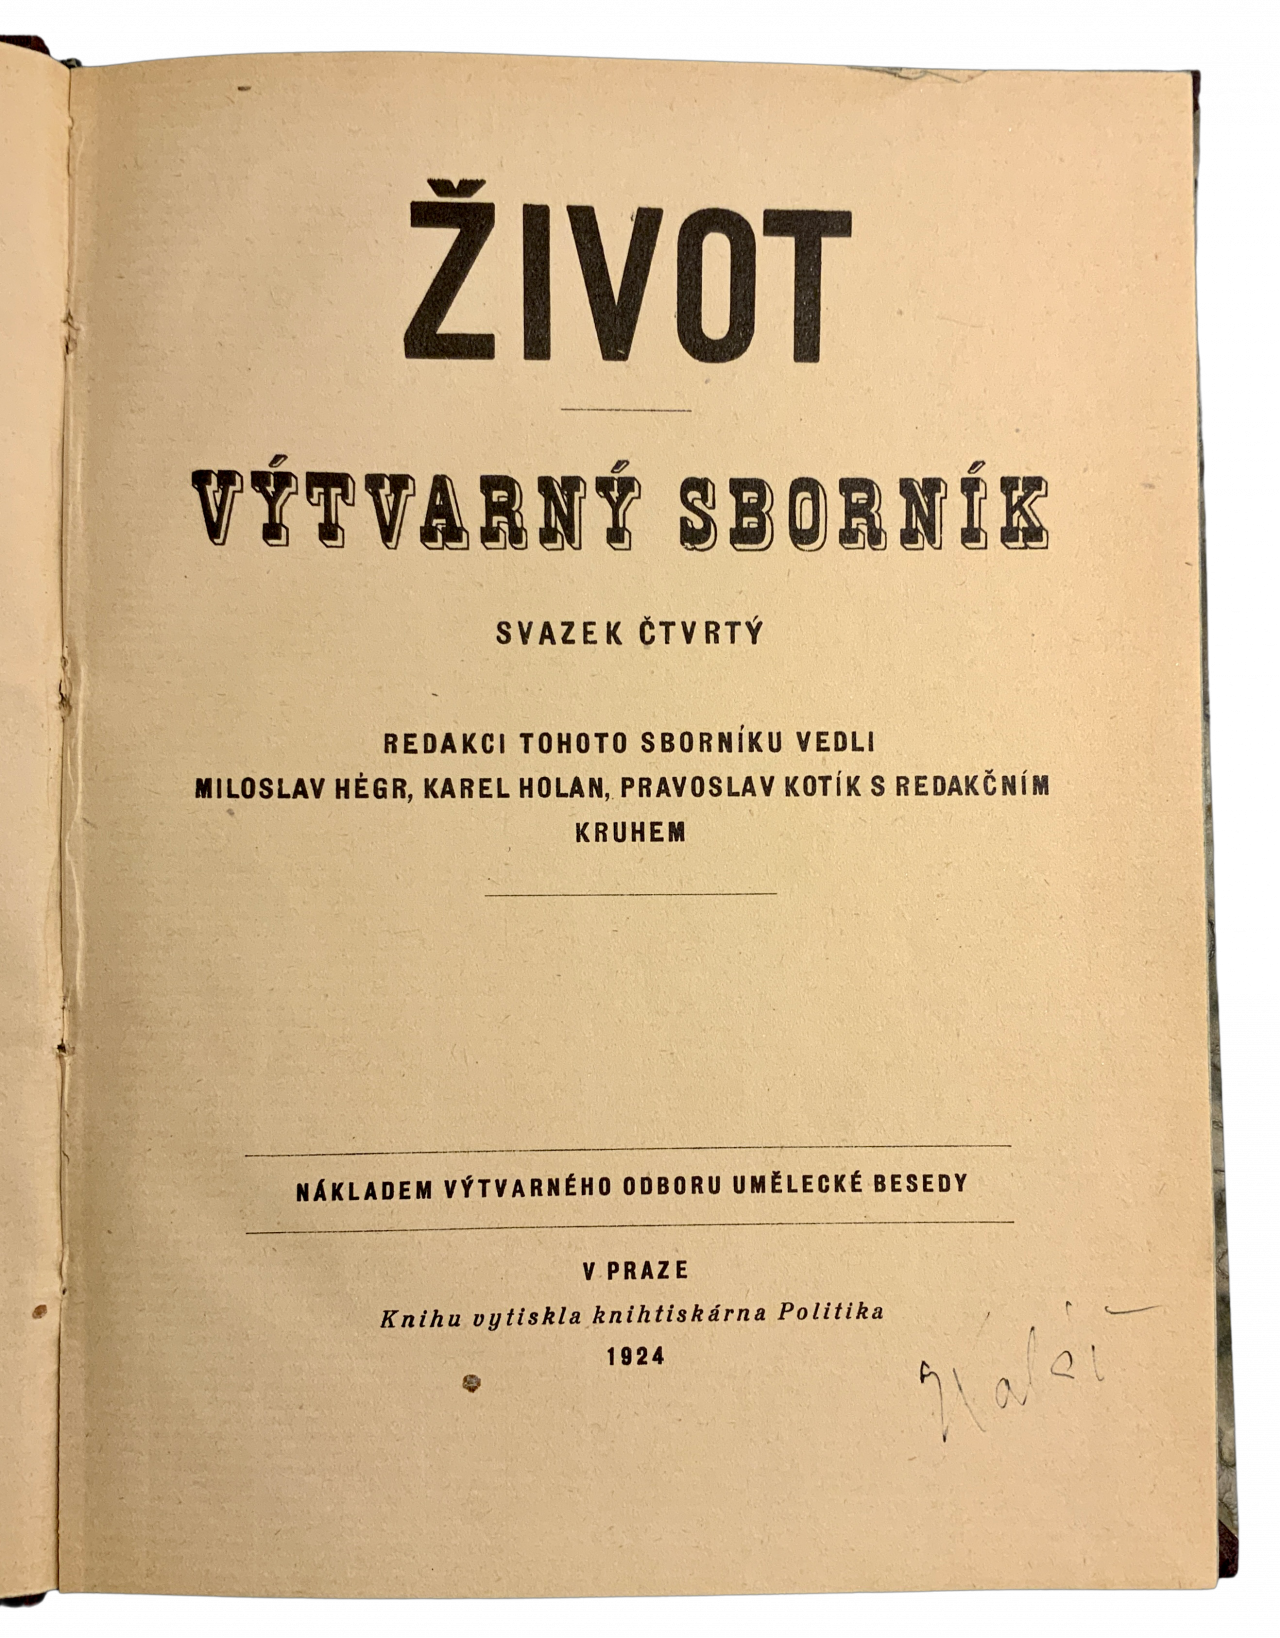 ŽIVOT
VÝTVARNÝ SBORNÍK
SVAZEK ČTVRTÝ
REDAKCI TOHOTO SBORNÍKU VEDLI
MILOSLAV HÉGR, KAREL HOLAN, PRAVOSLAV KOTÍK S REDAKČNÍM
KRUHEM
NÁKLADEM VÝTVARNÉHO ODBORU UMĚLECKÉ BESEDY
V PRAZE
Knihu vytiskla knihtiskárna Politika
1924